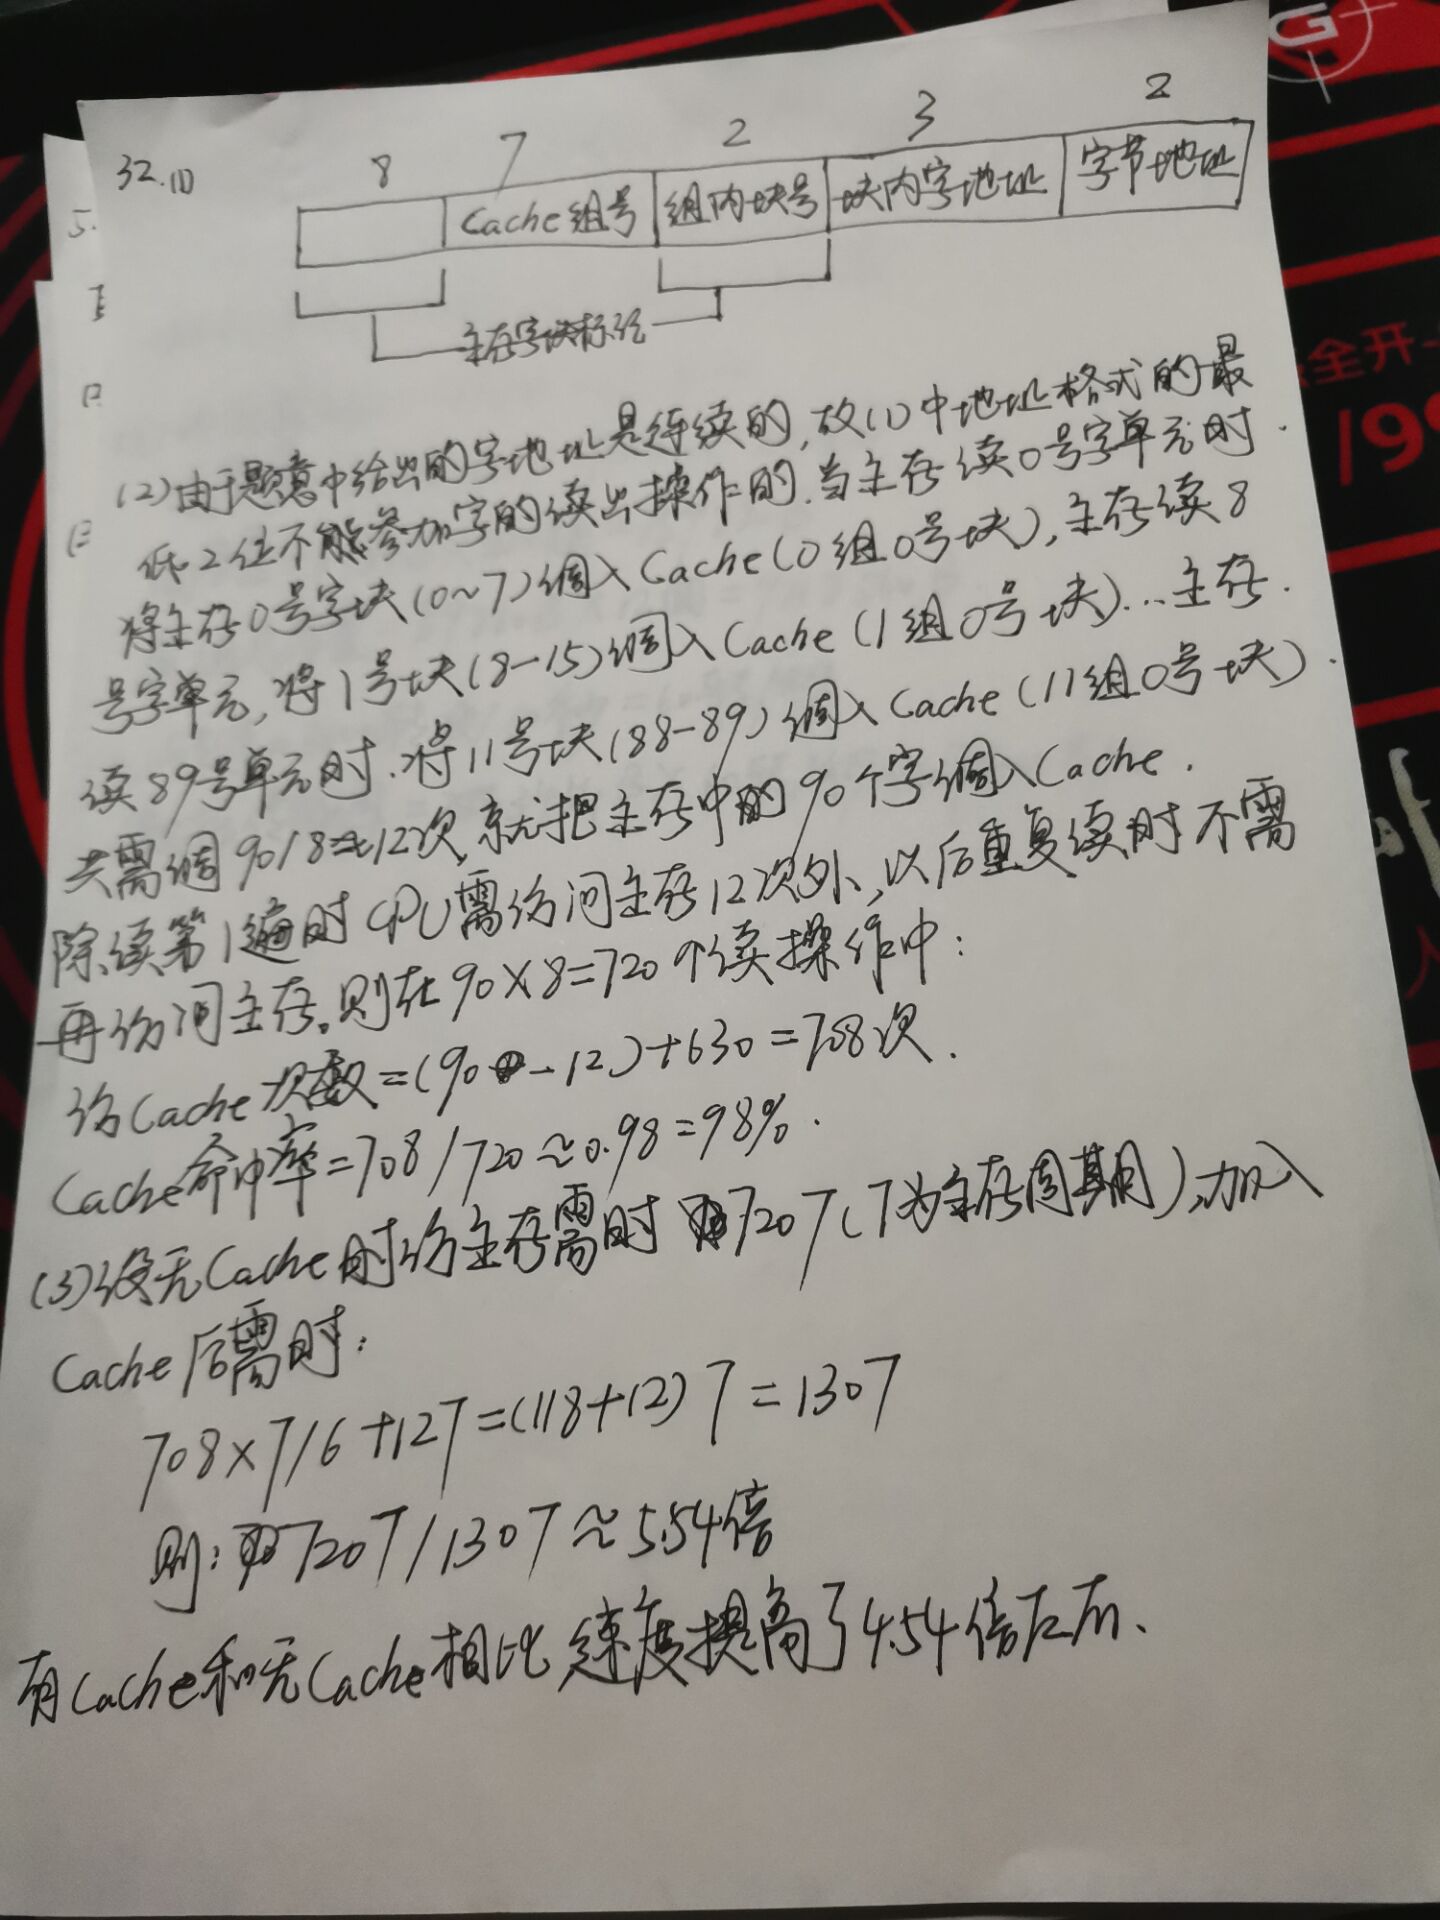 8 7 2 3 2
32.(1)
Cache组号 组内块号 块内字地址 字节地址
主存字块标记
(2)由于题意中给出的字地址是连续的,故(1)中地址格式的最
低2位不能参加字的读出操作的.当主存读0号字单元时.
将主存0号字块(0~7)调入Cache(0组0号块),主存读8
号字单元,将1号块(8-15)调入Cache(1组0号块)...主存.
读89号单元时.将11号块(88-89)调入Cache(11组0号块).
共需调90/8≈12次,就把主存中的90个字调入Cache.
除读第1遍时CPU需访问主存12次外,以后重复读时不需
再访问主存。则在90×8=720个读操作中:
访Cache次数=(90-12)+630=708次.
Cache命中率=708/720≈0.98=98%.
(3)设无Cache时访主存需时720T(T为主存周期),加入
Cache后需时:
708×T/6+12T=(118+12)T=130T
则:720T/130T≈5.54倍
有Cache和无Cache相比速度提高了4.54倍左右.
5.
G
全开
199